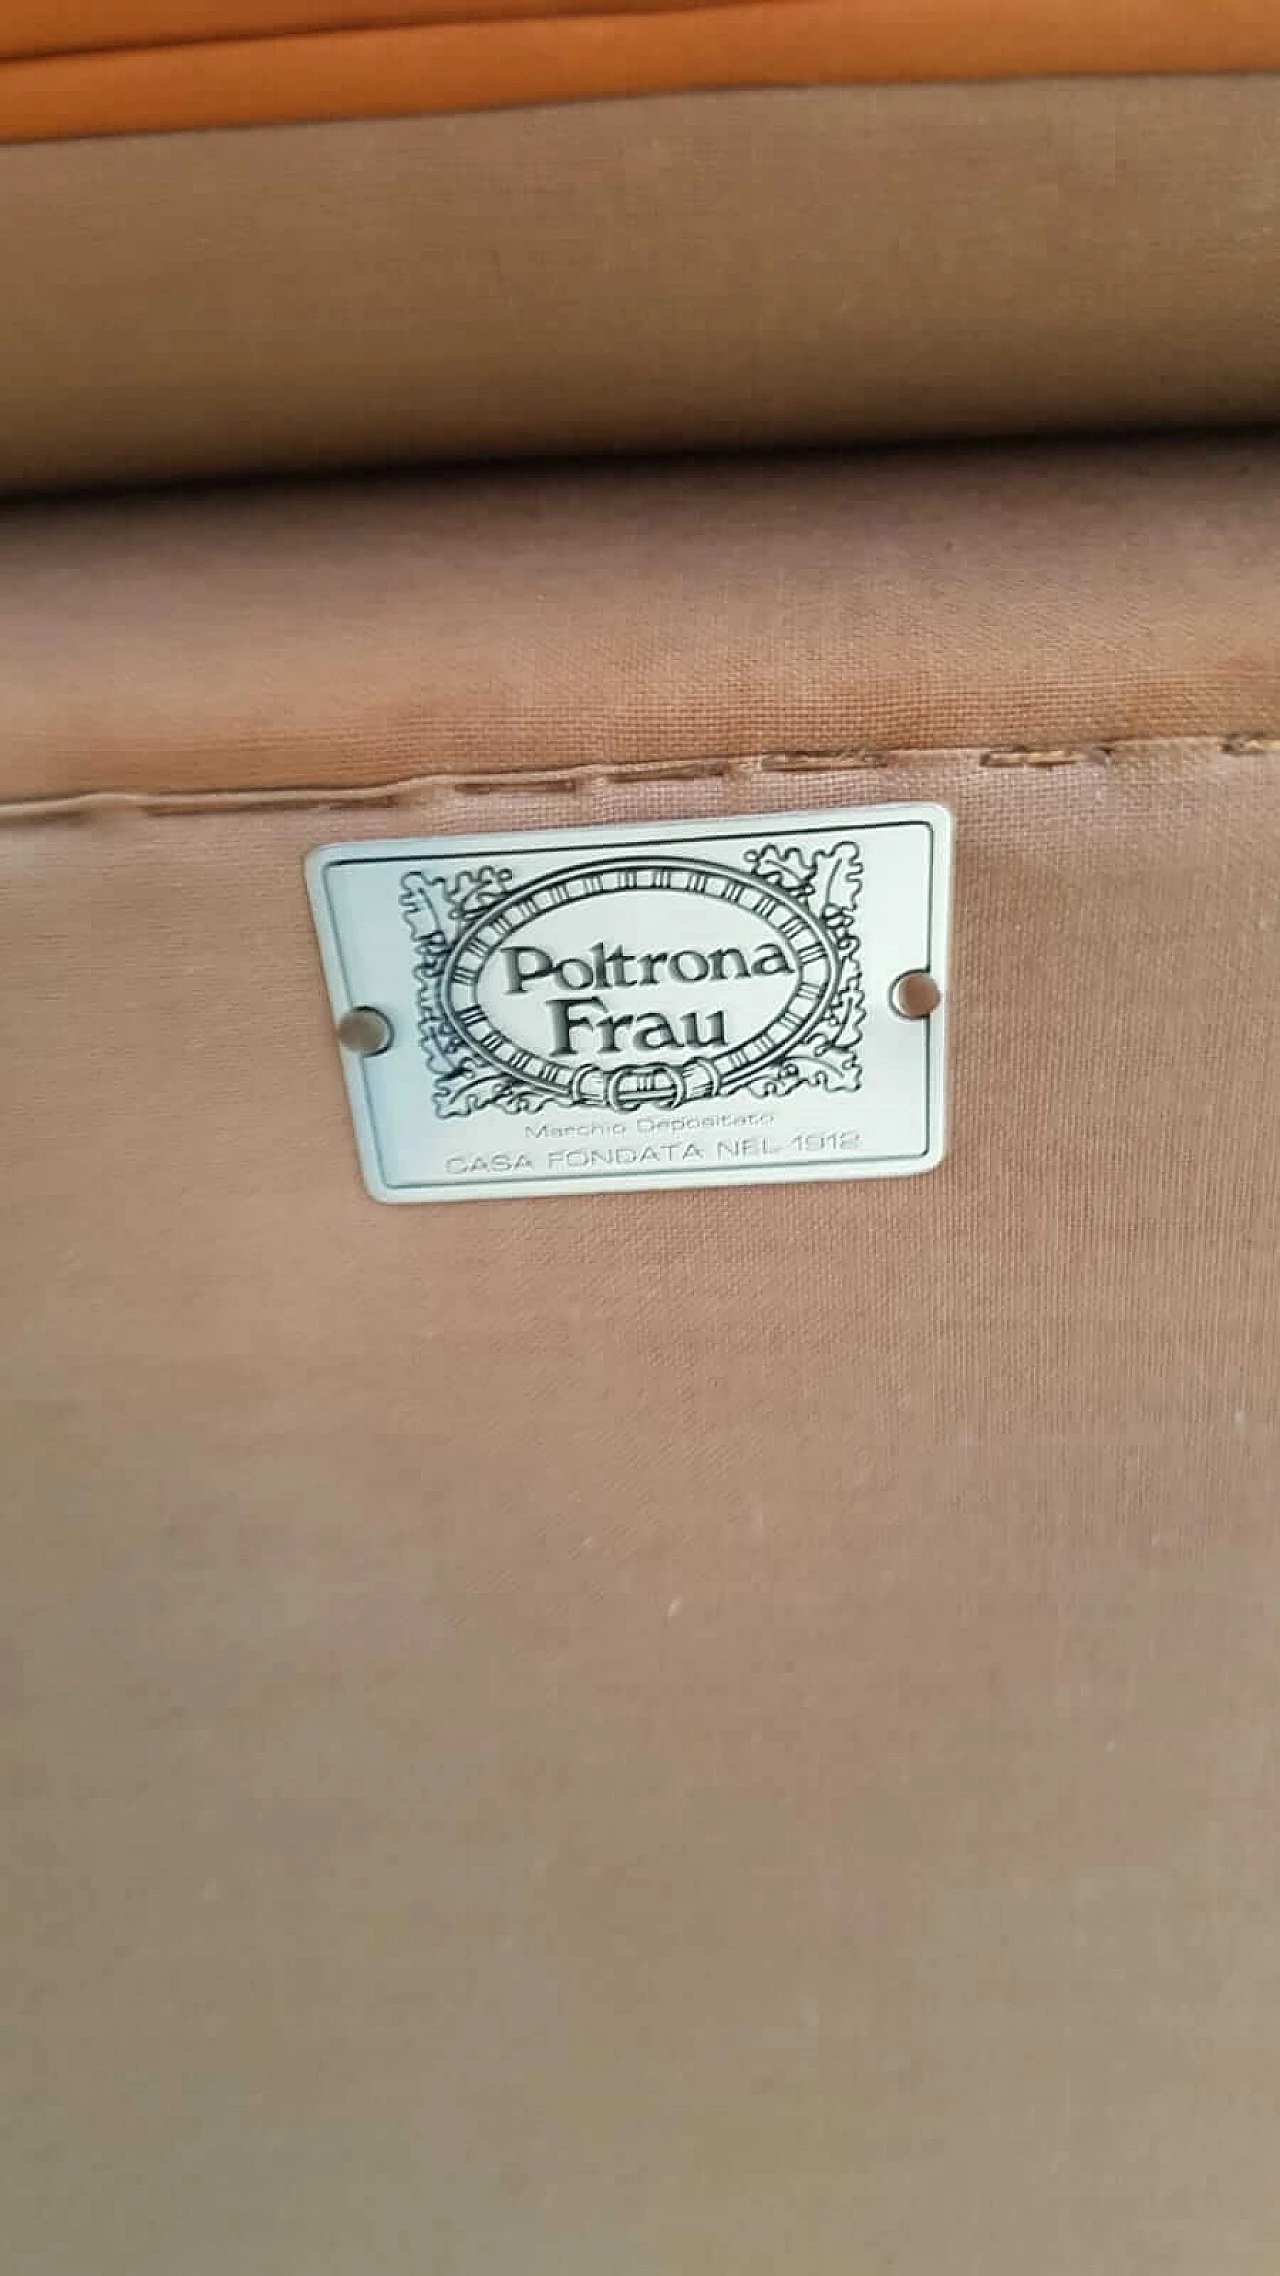 Poltrona
Frau
Marchio Depositato
CASA FONDATA NEL 1912